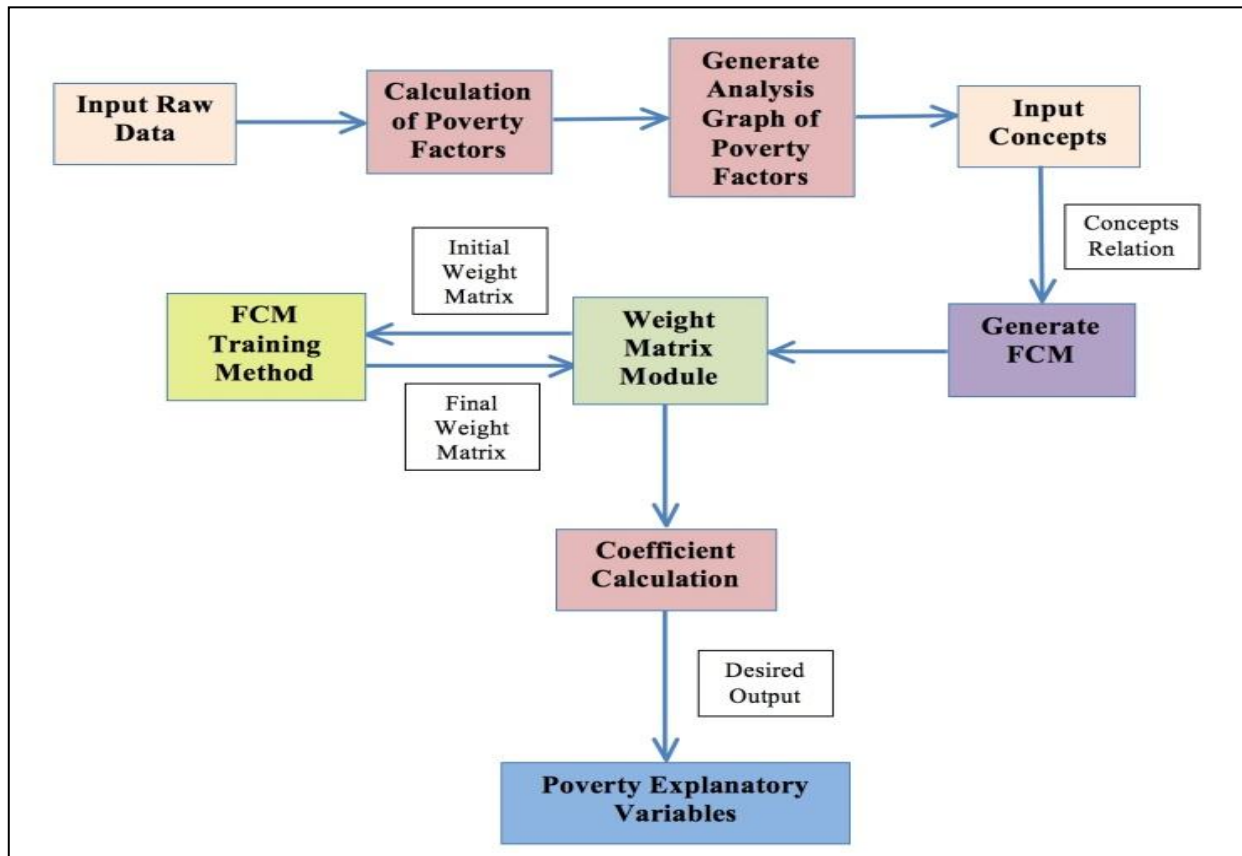 Input Raw
Data
Calculation
of Poverty
Factors
Generate
Analysis
Graph of
Poverty
Factors
Input
Concepts
Concepts
Relation
Generate
FCM
Weight
Matrix
Module
Initial
Weight
Matrix
FCM
Training
Method
Final
Weight
Matrix
Coefficient
Calculation
Desired
Output
Poverty Explanatory
Variables